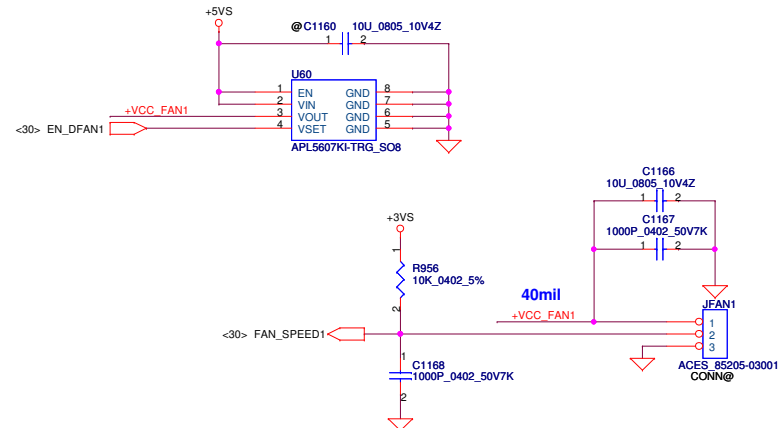 +5VS
@C1160 10U_0805_10V4Z
1 2
U60
1 EN GND 8
2 VIN GND 7
+VCC_FAN1 3 VOUT GND 6
<30> EN_DFAN1 4 VSET GND 5
APL5607KI-TRG_SO8
C1166
10U_0805_10V4Z
1 2
C1167
1000P_0402_50V7K
1 2
+3VS
1
R956
10K_0402_5%
2
40mil
+VCC_FAN1
JFAN1
1
<30> FAN_SPEED1
2
3
1
C1168
1000P_0402_50V7K
2
ACES_85205-03001
CONN@